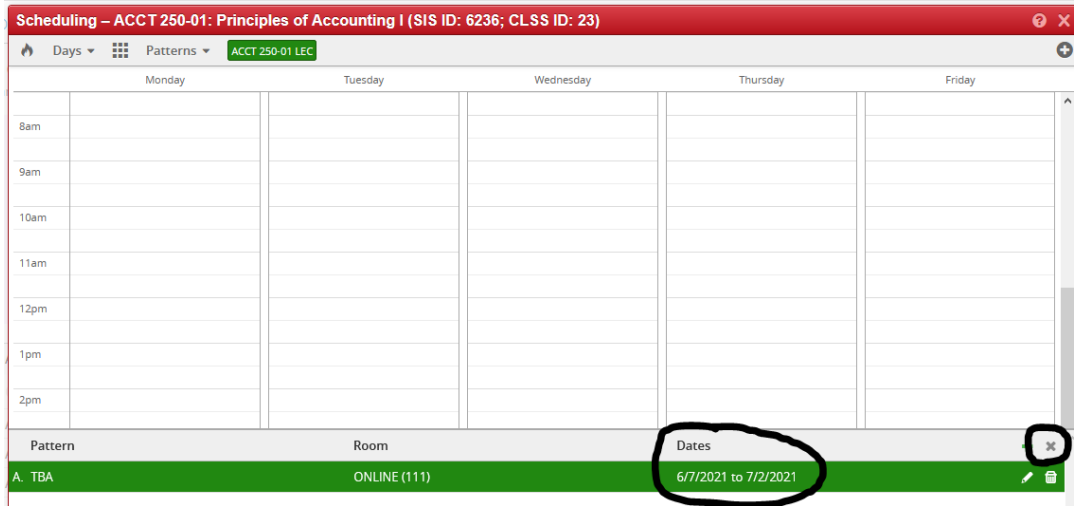 Scheduling – ACCT 250-01: Principles of Accounting I (SIS ID: 6236; CLSS ID: 23)
Days Patterns ACCT 250-01 LEC
Monday Tuesday Wednesday Thursday Friday
8am
9am
10am
11am
12pm
1pm
2pm
Pattern Room Dates
A. TBA ONLINE (111) 6/7/2021 to 7/2/2021